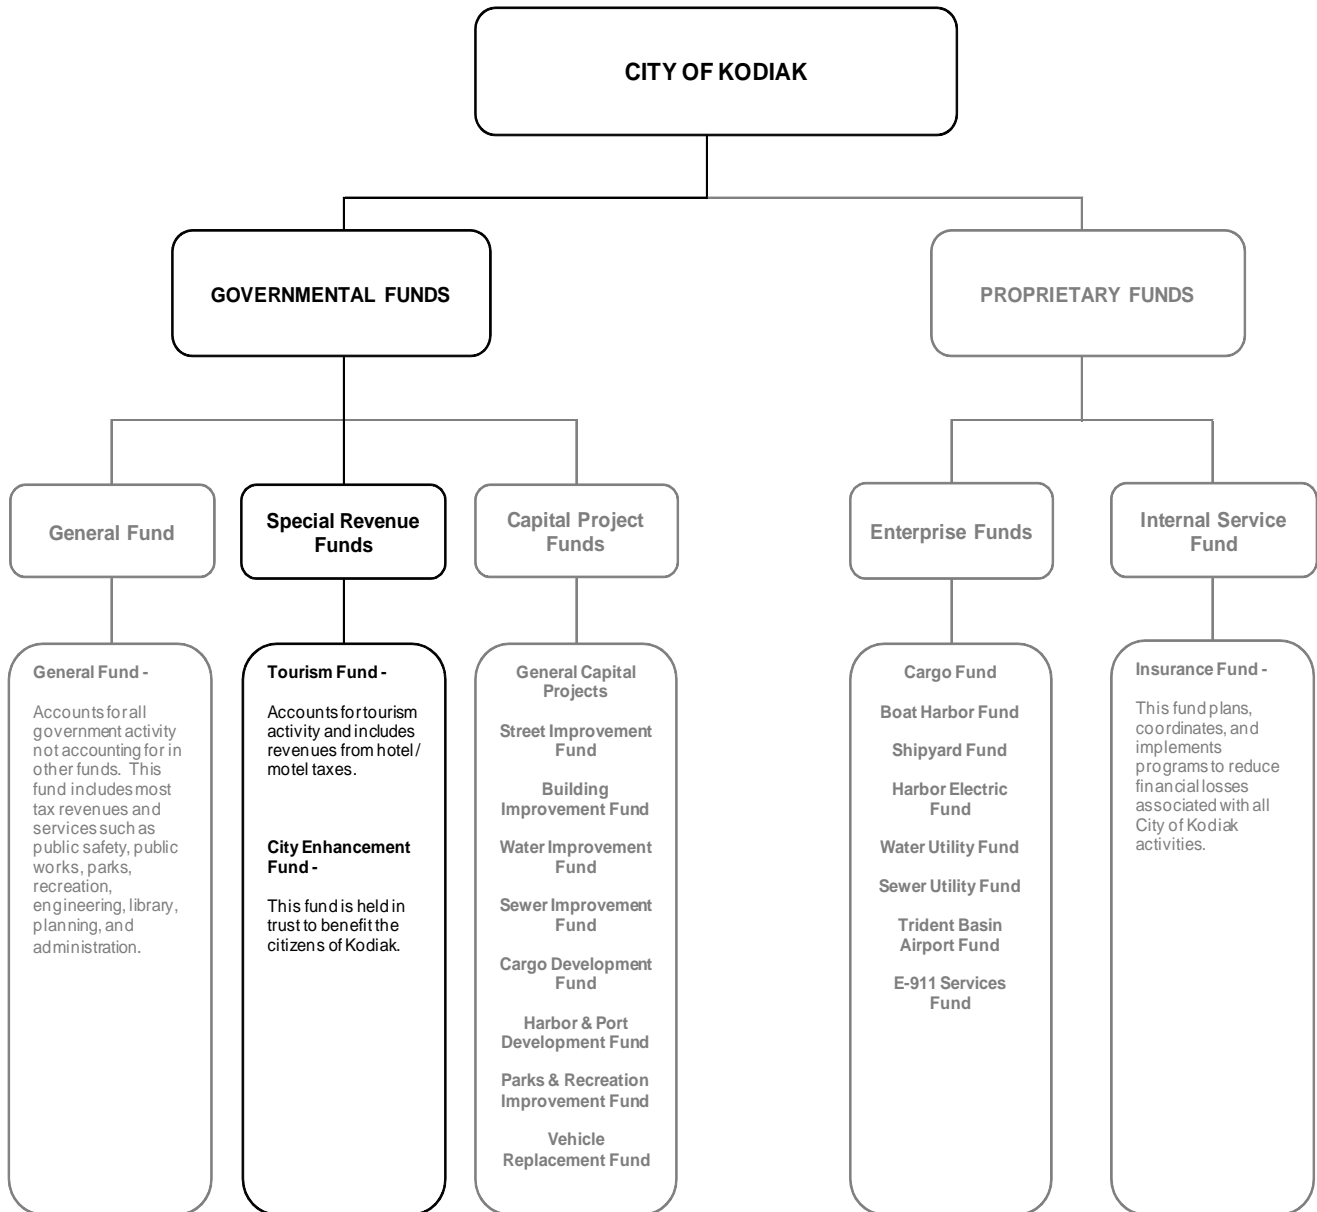 CITY OF KODIAK
GOVERNMENTAL FUNDS
PROPRIETARY FUNDS
General Fund
Special Revenue
Funds
Capital Project
Funds
Enterprise Funds
Internal Service
Fund
General Fund -
Accounts for all
government activity
not accounting for in
other funds. This
fund includes most
tax revenues and
services such as
public safety, public
works, parks,
recreation,
engineering, library,
planning, and
administration.
Tourism Fund -
Accounts for tourism
activity and includes
revenues from hotel/
motel taxes.
City Enhancement
Fund -
This fund is held in
trust to benefit the
citizens of Kodiak.
General Capital
Projects
Street Improvement
Fund
Building
Improvement Fund
Water Improvement
Fund
Sewer Improvement
Fund
Cargo Development
Fund
Harbor & Port
Development Fund
Parks & Recreation
Improvement Fund
Vehicle
Replacement Fund
Cargo Fund
Boat Harbor Fund
Shipyard Fund
Harbor Electric
Fund
Water Utility Fund
Sewer Utility Fund
Trident Basin
Airport Fund
E-911 Services
Fund
Insurance Fund -
This fund plans,
coordinates, and
implements
programs to reduce
financial losses
associated with all
City of Kodiak
activities.